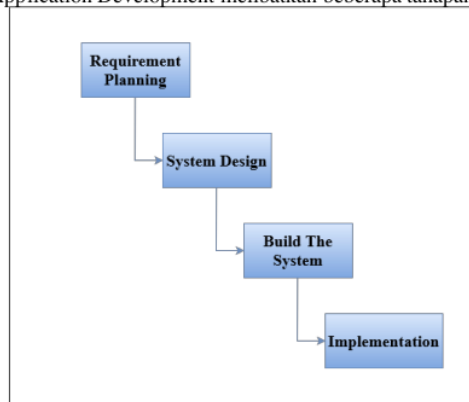 Application Development melibatkan beberapa tahapan
Requirement
Planning
System Design
Build The
System
Implementation